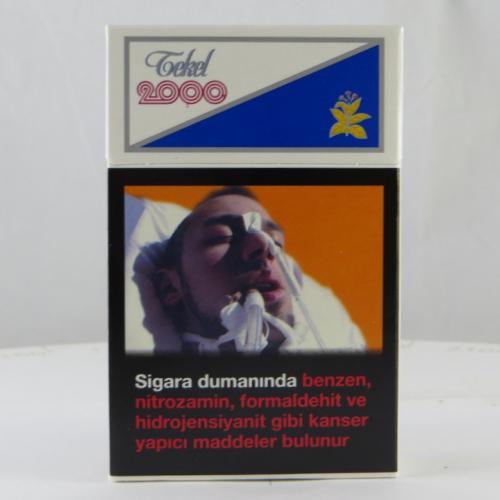 Tekel
2000
Sigara dumanında benzen,
nitrozamin, formaldehit ve
hidrojensiyanit gibi kanser
yapıcı maddeler bulunur